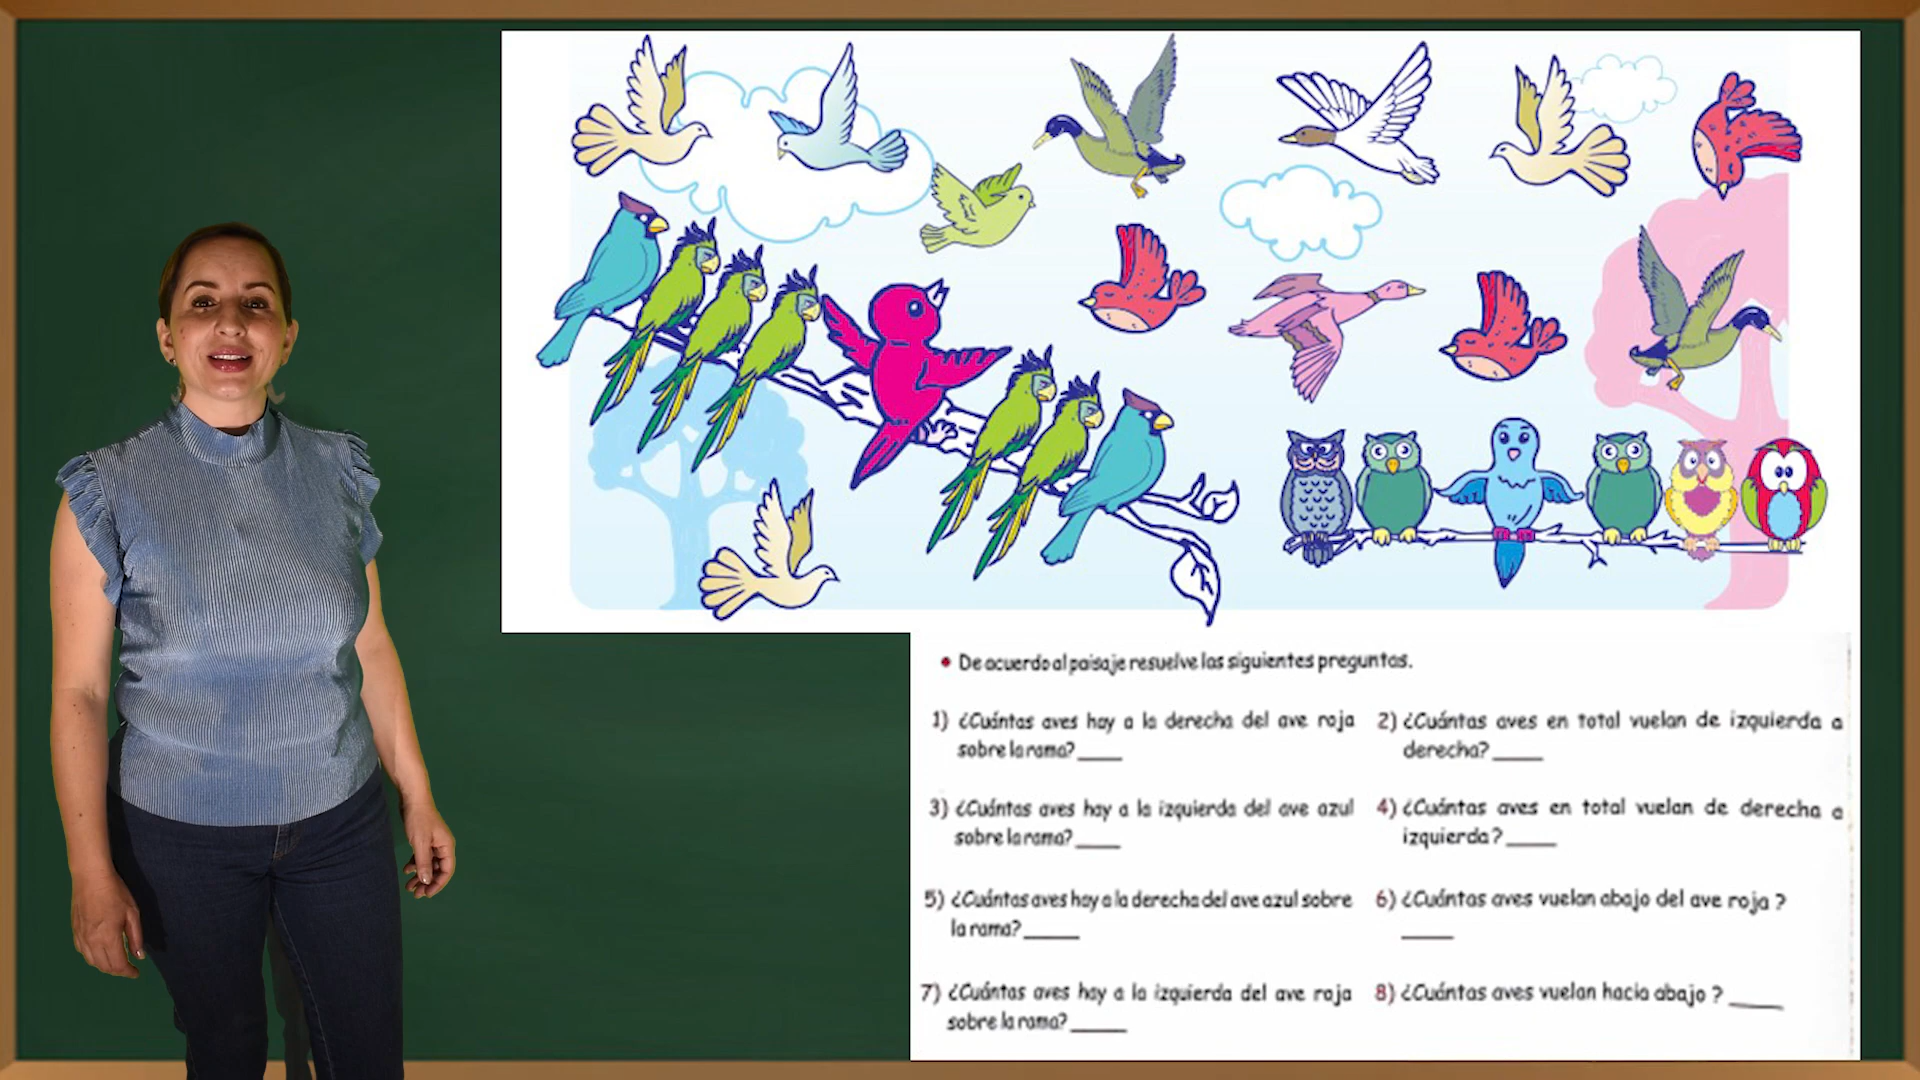 • De acuerdo al paisaje resuelve las siguientes preguntas.
1) ¿Cuántas aves hay a la derecha del ave roja
sobre la rama?____
2) ¿Cuántas aves en total vuelan de izquierda a
derecha?____
3) ¿Cuántas aves hay a la izquierda del ave azul
sobre la rama?____
4) ¿Cuántas aves en total vuelan de derecha a
izquierda?____
5) ¿Cuántas aves hay a la derecha del ave azul sobre
la rama?____
6) ¿Cuántas aves vuelan abajo del ave roja ?
____
7) ¿Cuántas aves hay a la izquierda del ave roja
sobre la rama?____
8) ¿Cuántas aves vuelan hacia abajo ? ____